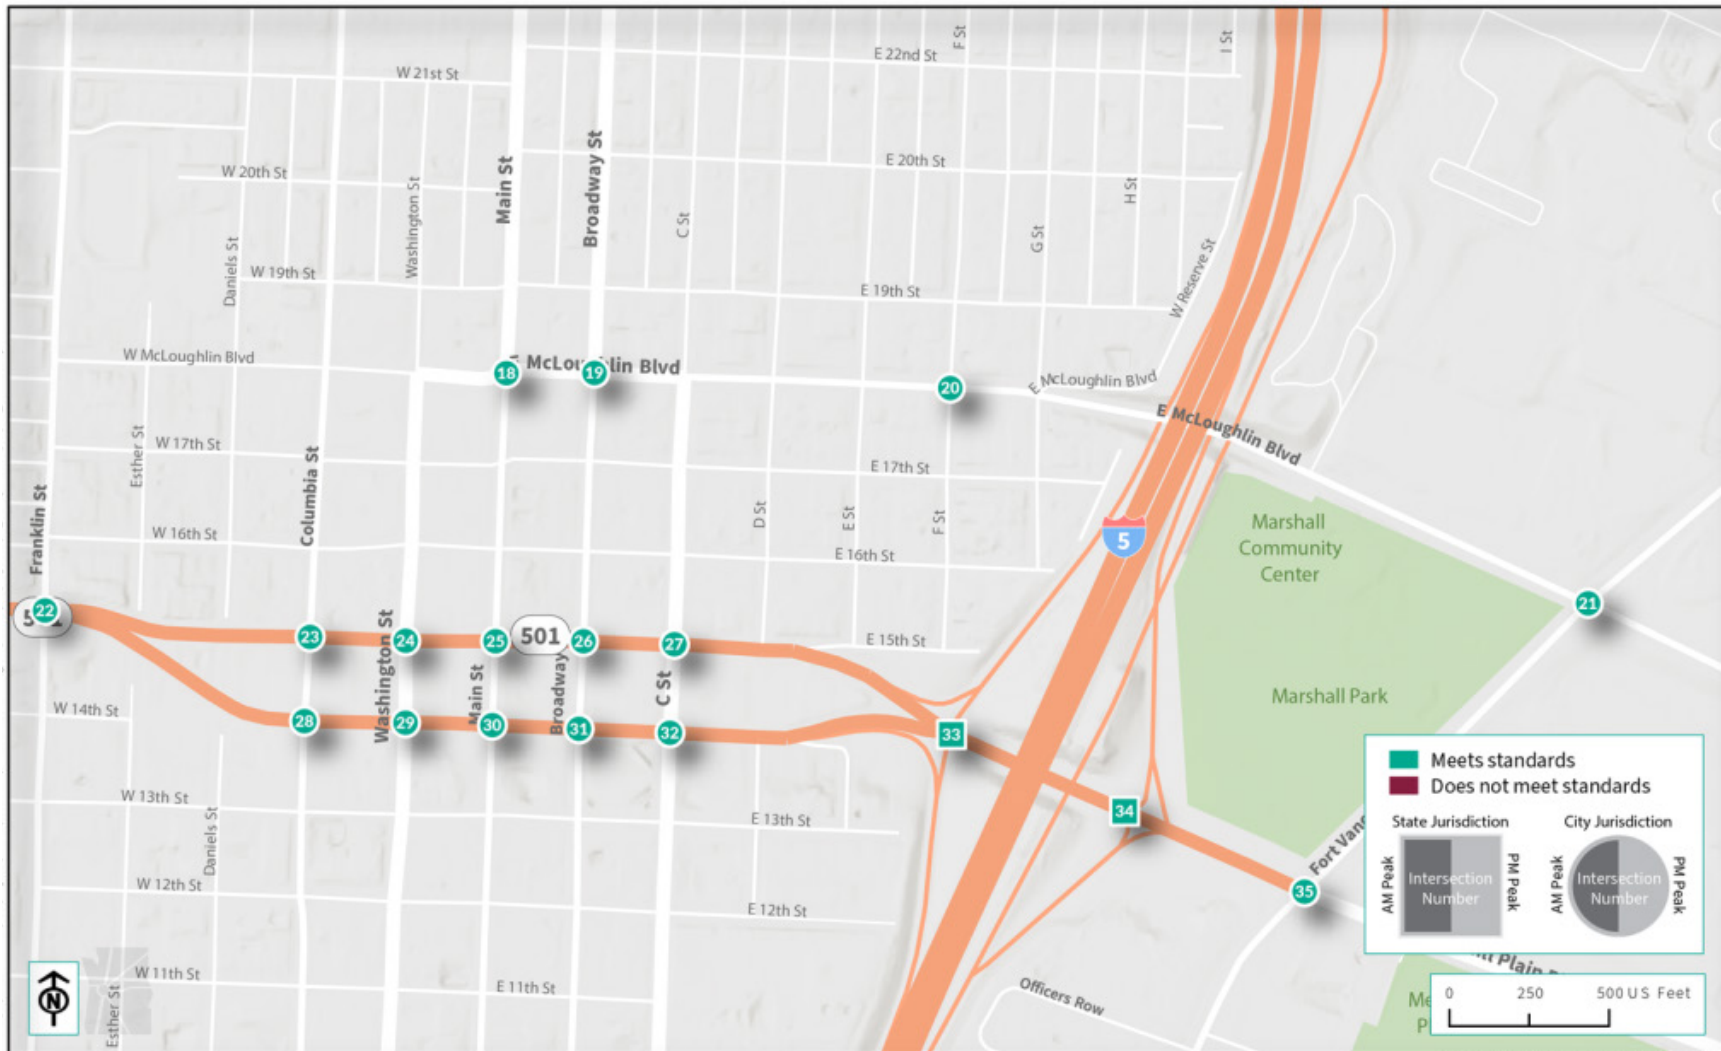 F St
I St
E 22nd St
W 21st St
Main St
Broadway St
E 20th St
W 20th St
Washington St
C St
H St
G St
Daniels St
W 19th St
E 19th St
W Reserve St
W McLoughlin Blvd
18
19
McLoughlin Blvd
20
E McLoughlin Blvd
E McLoughlin Blvd
Esther St
W 17th St
Columbia St
E 17th St
Franklin St
W 16th St
D St
E St
F St
E 16th St
5
Marshall
Community
Center
21
22
23
24
25
501
26
27
E 15th St
Washington St
Main St
Broadway
C St
Marshall Park
W 14th St
28
29
30
31
32
33
34
35
Fort Vanc
W 13th St
E 13th St
Daniels St
W 12th St
E 12th St
W 11th St
E 11th St
Esther St
Officers Row
Plain
N
Meets standards
Does not meet standards
State Jurisdiction
City Jurisdiction
AM Peak
Intersection
Number
PM Peak
AM Peak
Intersection
Number
PM Peak
0
250
500 US Feet